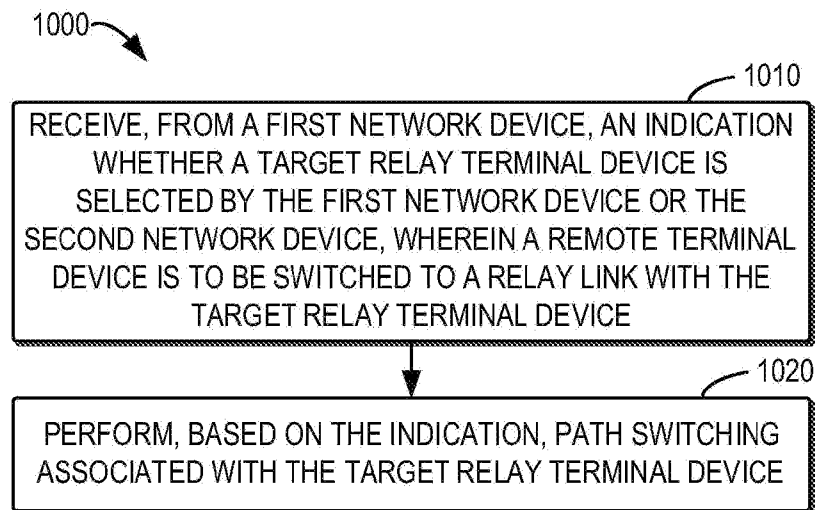 1000
1010
RECEIVE, FROM A FIRST NETWORK DEVICE, AN INDICATION
WHETHER A TARGET RELAY TERMINAL DEVICE IS
SELECTED BY THE FIRST NETWORK DEVICE OR THE
SECOND NETWORK DEVICE, WHEREIN A REMOTE TERMINAL
DEVICE IS TO BE SWITCHED TO A RELAY LINK WITH THE
TARGET RELAY TERMINAL DEVICE
1020
PERFORM, BASED ON THE INDICATION, PATH SWITCHING
ASSOCIATED WITH THE TARGET RELAY TERMINAL DEVICE